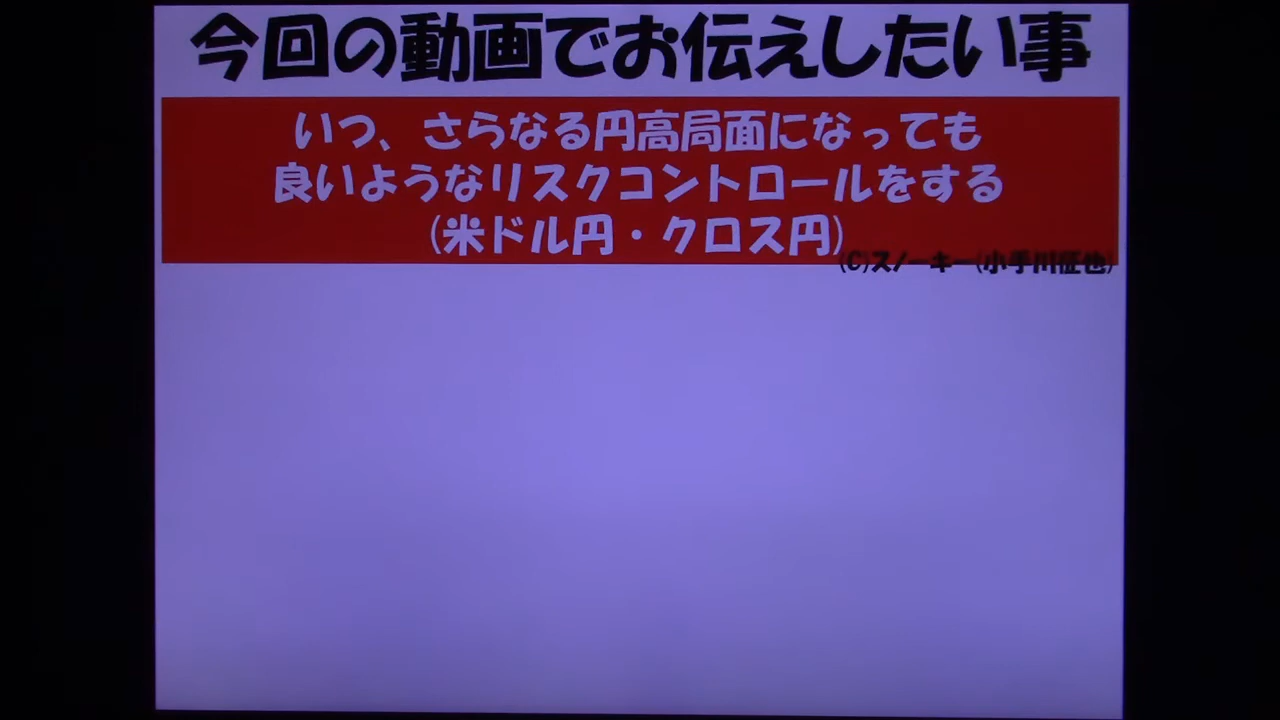 今回の動画でお伝えしたい事
いつ、さらなる円高局面になっても
良いようなリスクコントロールをする
(米ドル円・クロス円)
(C)スノーキー(小手川征也)